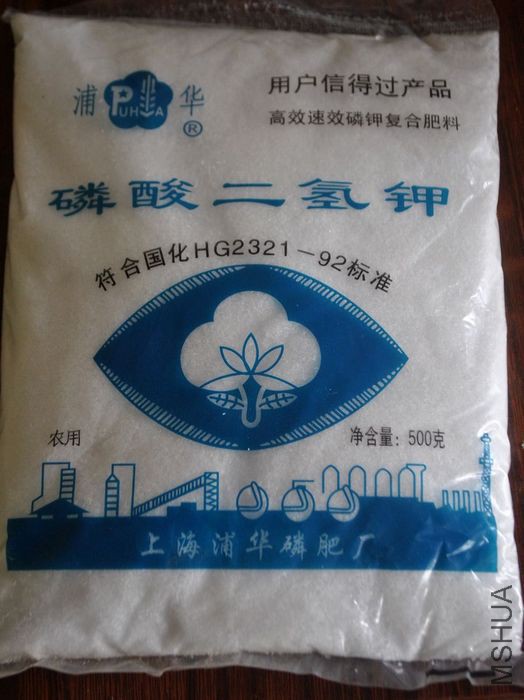 浦 PUHUA 华®
用户信得过产品
高效速效磷钾复合肥料
磷酸二氢钾
符合国化HG2321-92标准
农用
净含量：500克
上海浦华磷肥厂
MSHUA